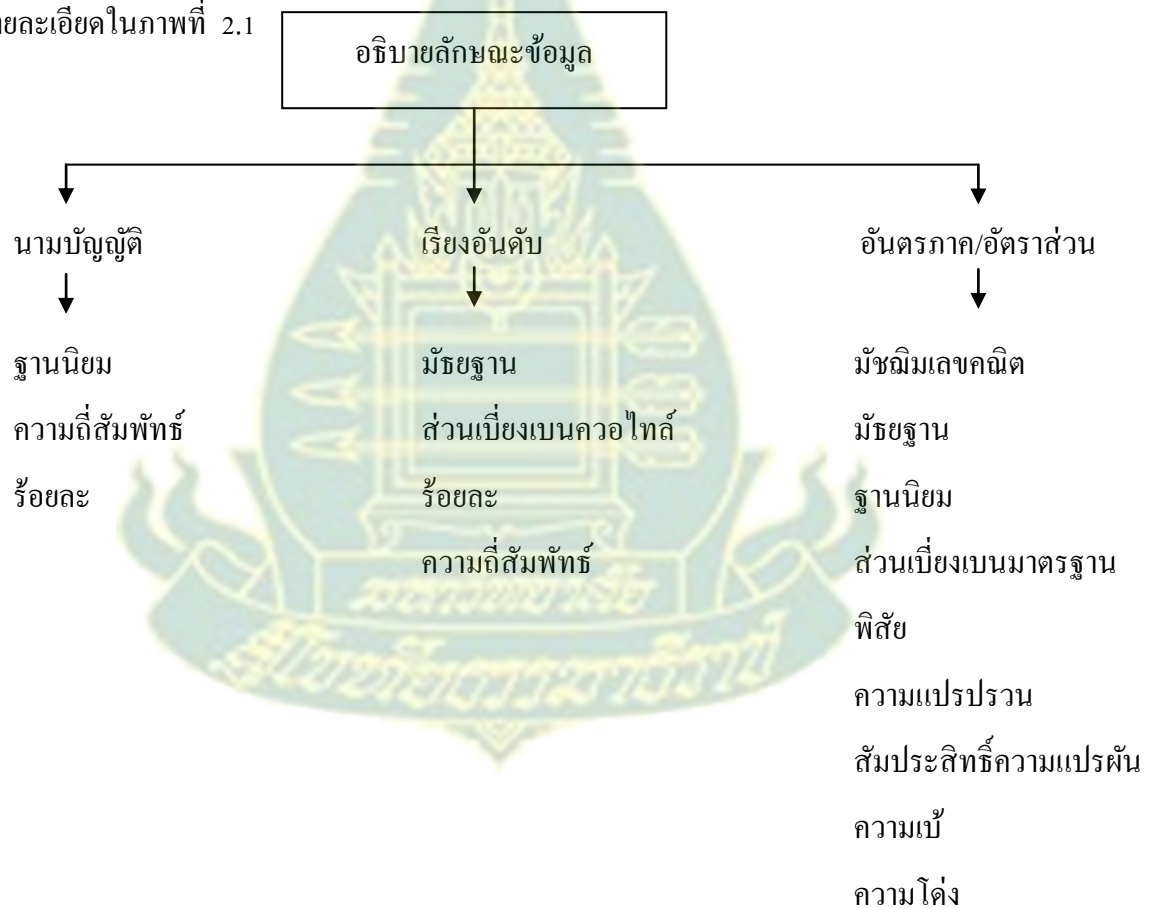 ยละเอียดในภาพที่ 2.1
อธิบายลักษณะข้อมูล
นามบัญญัติ
เรียงอันดับ
อันตรภาค/อัตราส่วน
ฐานนิยม
ความถี่สัมพัทธ์
ร้อยละ
มัธยฐาน
ส่วนเบี่ยงเบนควอไทล์
ร้อยละ
ความถี่สัมพัทธ์
มัชฌิมเลขคณิต
มัธยฐาน
ฐานนิยม
ส่วนเบี่ยงเบนมาตรฐาน
พิสัย
ความแปรปรวน
สัมประสิทธิ์ความแปรผัน
ความเบ้
ความโค่ง